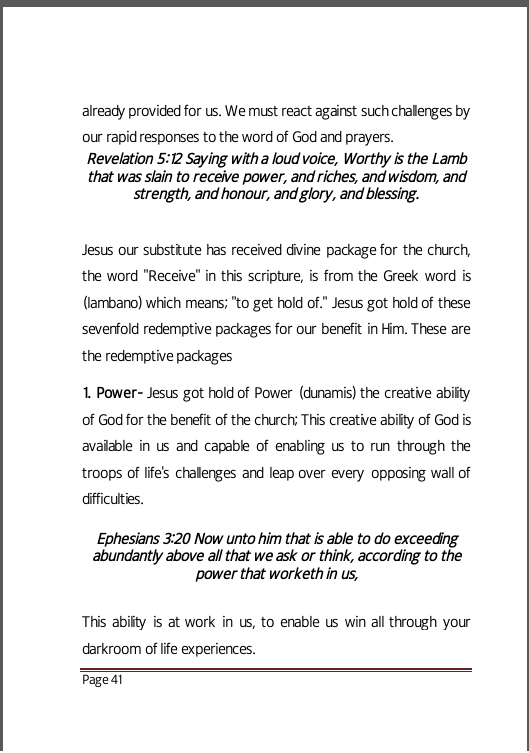 already provided for us. We must react against such challenges by
our rapid responses to the word of God and prayers.
Revelation 5:12 Saying with a loud voice, Worthy is the Lamb
that was slain to receive power, and riches, and wisdom, and
strength, and honour, and glory, and blessing.
Jesus our substitute has received divine package for the church,
the word "Receive" in this scripture, is from the Greek word is
(lambano) which means; "to get hold of." Jesus got hold of these
sevenfold redemptive packages for our benefit in Him. These are
the redemptive packages
1. Power- Jesus got hold of Power (dunamis) the creative ability
of God for the benefit of the church; This creative ability of God is
available in us and capable of enabling us to run through the
troops of life's challenges and leap over every opposing wall of
difficulties.
Ephesians 3:20 Now unto him that is able to do exceeding
abundantly above all that we ask or think, according to the
power that worketh in us,
This ability is at work in us, to enable us win all through your
darkroom of life experiences.
Page 41